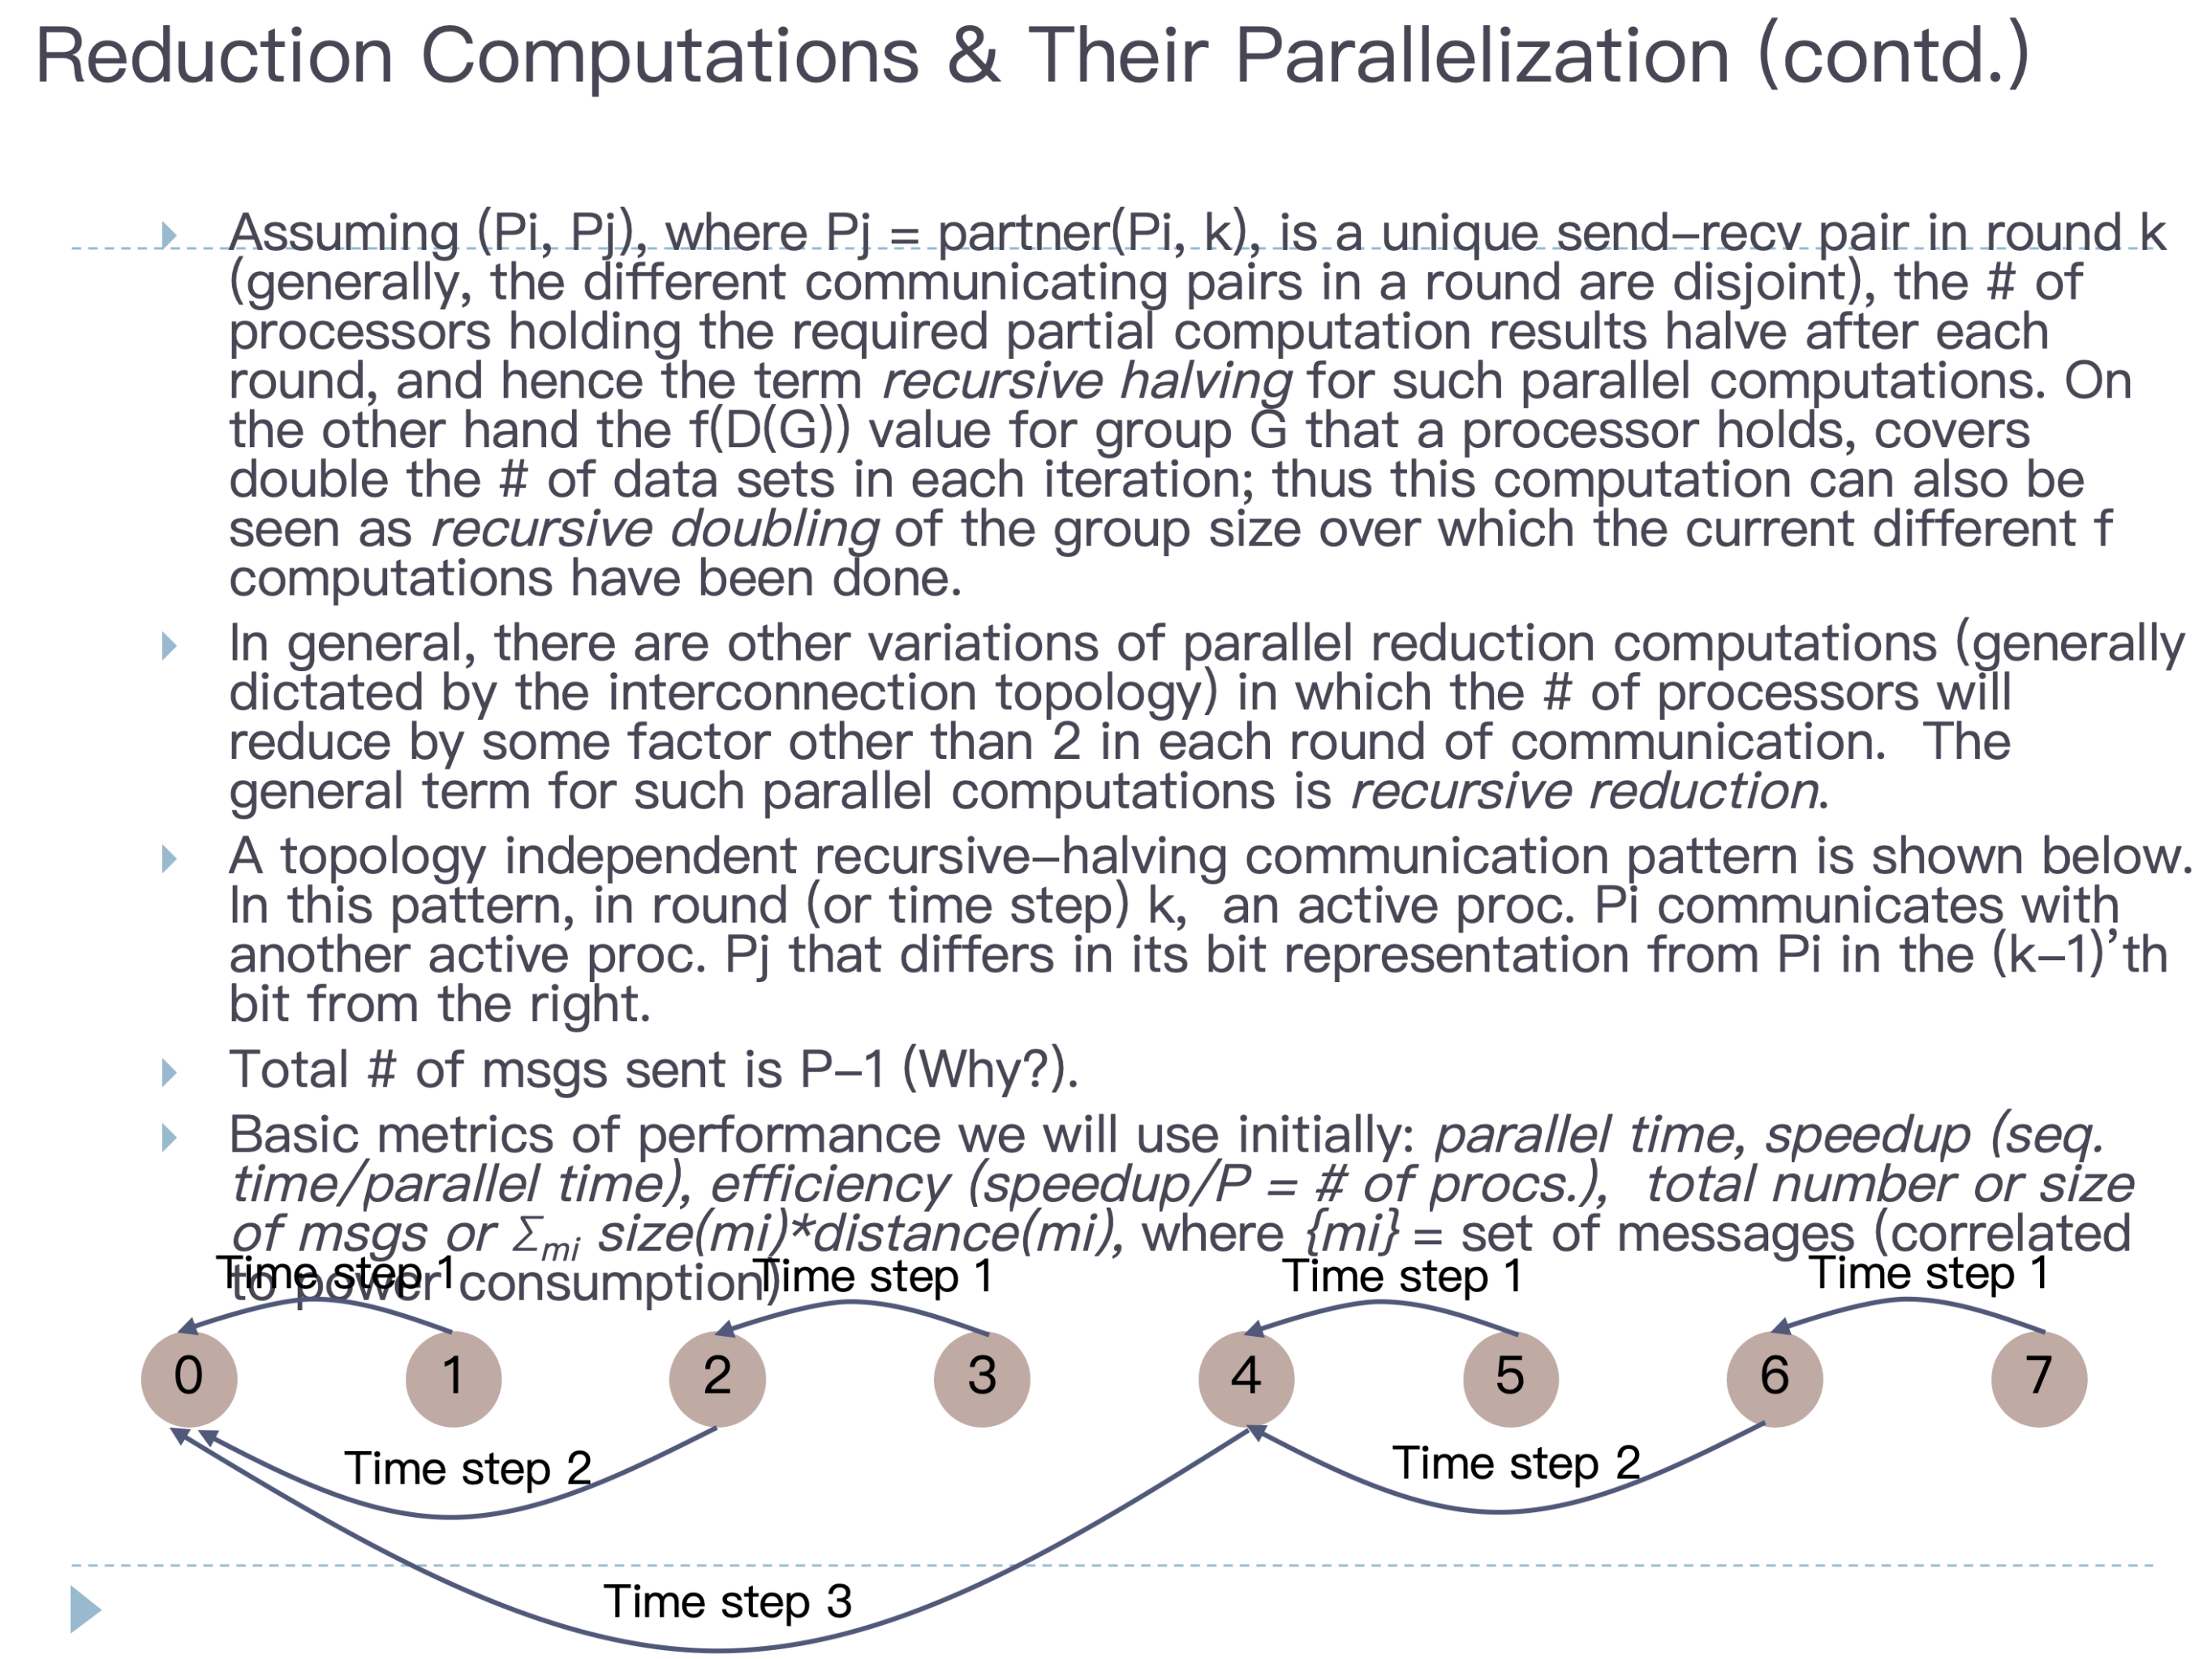 Reduction Computations & Their Parallelization (contd.)
Assuming (Pi, Pj), where Pj = partner(Pi, k), is a unique send–recv pair in round k
(generally, the different communicating pairs in a round are disjoint), the # of
processors holding the required partial computation results halve after each
round, and hence the term recursive halving for such parallel computations. On
the other hand the f(D(G)) value for group G that a processor holds, covers
double the # of data sets in each iteration; thus this computation can also be
seen as recursive doubling of the group size over which the current different f
computations have been done.
In general, there are other variations of parallel reduction computations (generally
dictated by the interconnection topology) in which the # of processors will
reduce by some factor other than 2 in each round of communication. The
general term for such parallel computations is recursive reduction.
A topology independent recursive–halving communication pattern is shown below.
In this pattern, in round (or time step) k, an active proc. Pi communicates with
another active proc. Pj that differs in its bit representation from Pi in the (k–1)’th
bit from the right.
Total # of msgs sent is P–1 (Why?).
Basic metrics of performance we will use initially: parallel time, speedup (seq.
time/parallel time), efficiency (speedup/P = # of procs.), total number or size
of msgs or Σmi size(mi)*distance(mi), where {mi} = set of messages (correlated
to power consumption)
Time step 1
Time step 1
Time step 1
Time step 1
0
1
2
3
4
5
6
7
Time step 2
Time step 2
Time step 3